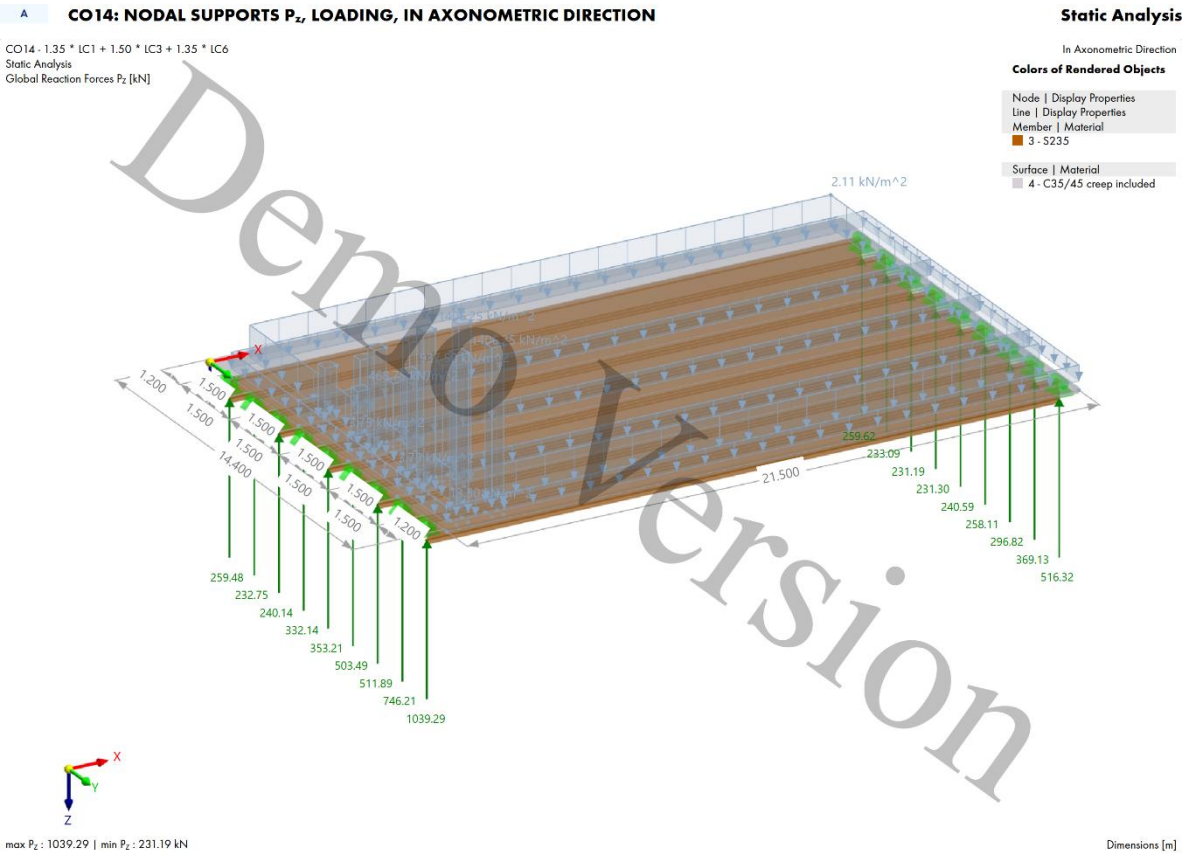 A
CO14: NODAL SUPPORTS Pz, LOADING, IN AXONOMETRIC DIRECTION
Static Analysis
CO14 - 1.35 * LC1 + 1.50 * LC3 + 1.35 * LC6
Static Analysis
Global Reaction Forces Pz [kN]
In Axonometric Direction
Colors of Rendered Objects
Node | Display Properties
Line | Display Properties
Member | Material
3 - S235
Surface | Material
4 - C35/45 creep included
Demo Version
2.11 kN/m^2
X
1.200
1.500
1.500
1.500
1.500
1.500
1.500
1.500
14.400
1.500
1.500
1.500
1.200
21.500
259.62
233.09
231.19
231.30
240.59
258.11
296.82
369.13
516.32
259.48
232.75
240.14
332.14
353.21
503.49
511.89
746.21
1039.29
X
Y
Z
max Pz : 1039.29 | min Pz : 231.19 kN
Dimensions [m]